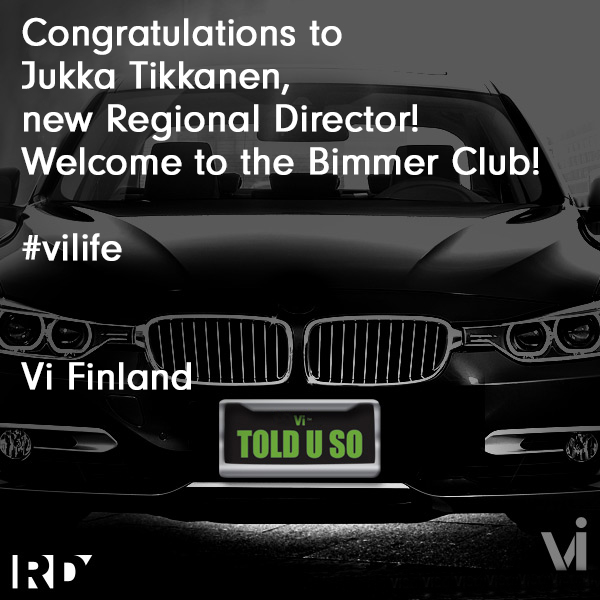 Congratulations to
Jukka Tikkanen,
new Regional Director!
Welcome to the Bimmer Club!
#vilife
Vi Finland
Vi™
TOLD U SO
RD
vi